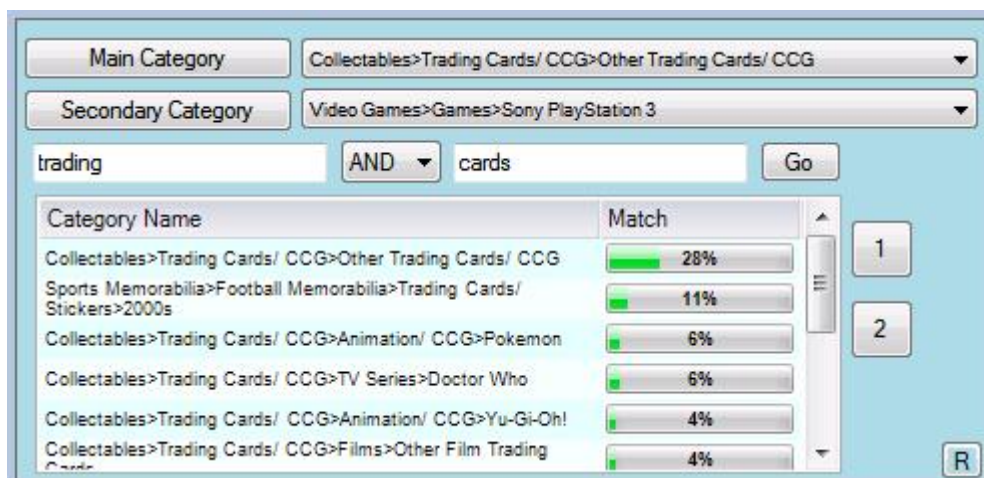 Main Category
Collectables>Trading Cards/ CCG>Other Trading Cards/ CCG
Secondary Category
Video Games>Games>Sony PlayStation 3
trading
AND
cards
Go
Category Name
Match
Collectables>Trading Cards/ CCG>Other Trading Cards/ CCG
28%
1
Sports Memorabilia>Football Memorabilia>Trading Cards/
Stickers>2000s
11%
Collectables>Trading Cards/ CCG>Animation/ CCG>Pokemon
6%
2
Collectables>Trading Cards/ CCG>TV Series>Doctor Who
6%
Collectables>Trading Cards/ CCG>Animation/ CCG>Yu-Gi-Oh!
4%
Collectables>Trading Cards/ CCG>Films>Other Film Trading
Cards
4%
R